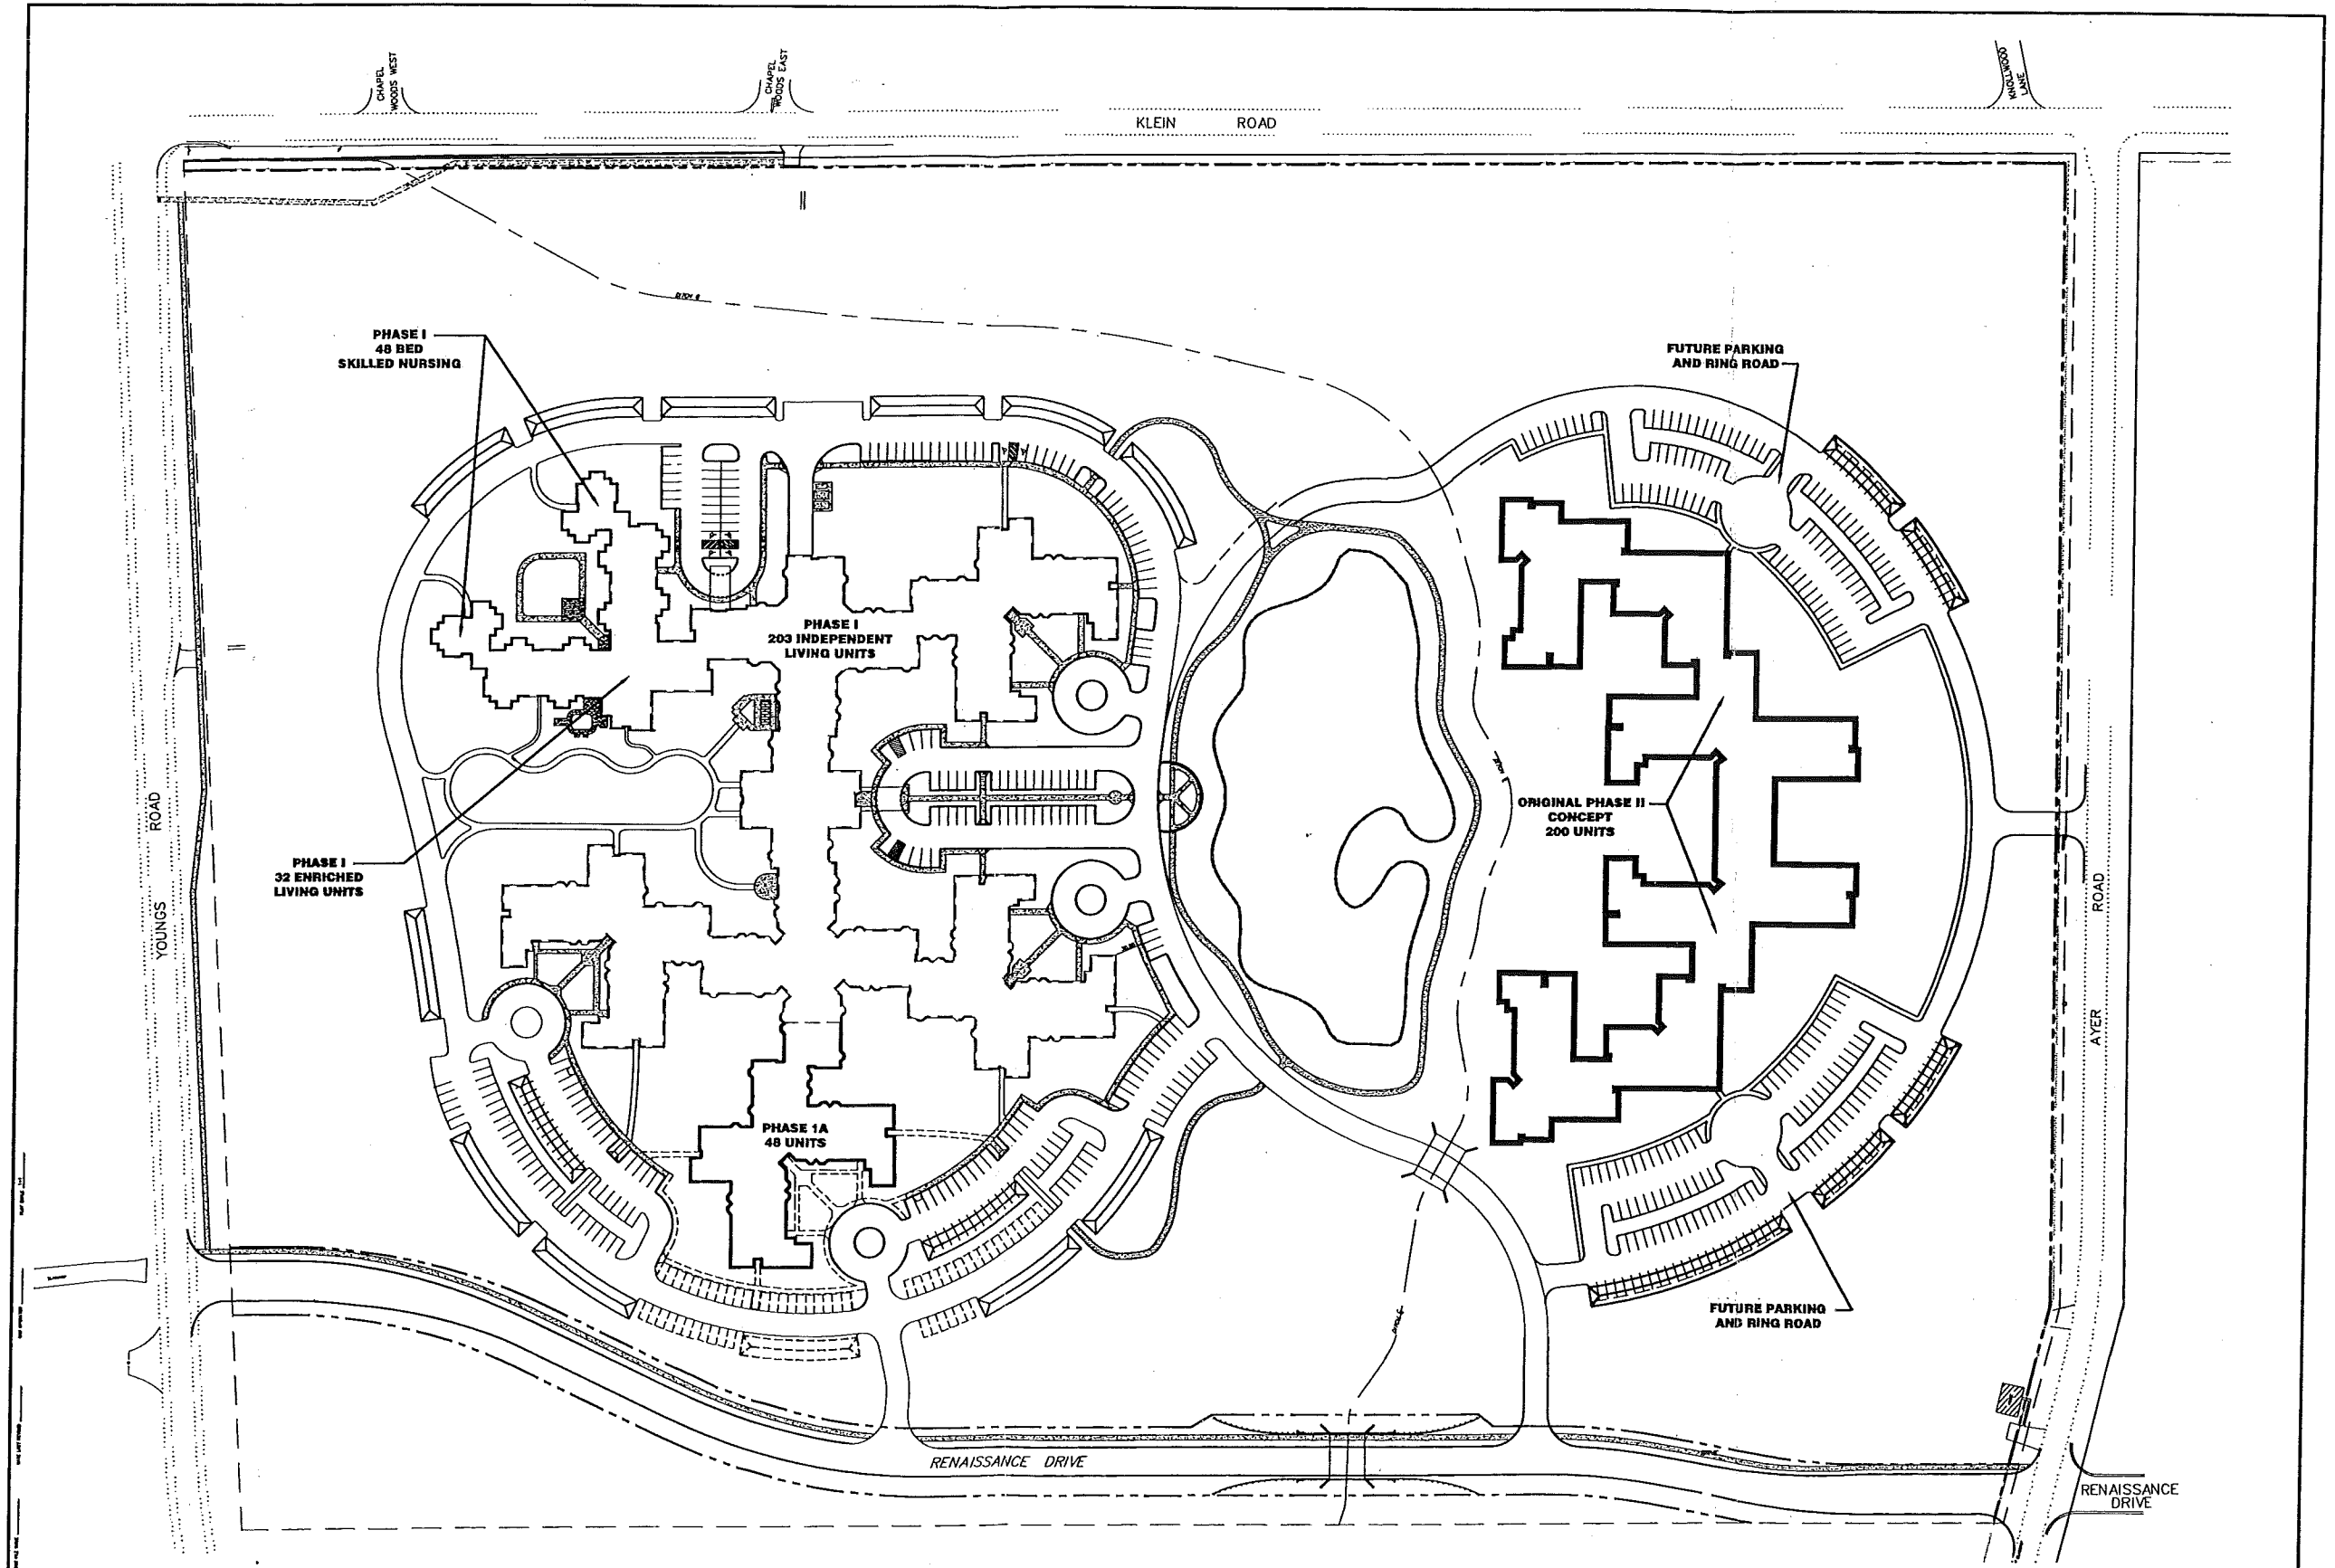 CHAPEL
WOODS WEST
CHAPEL
WOODS EAST
KNOLLWOOD
LANE
KLEIN ROAD
DITCH B
PHASE I
48 BED
SKILLED NURSING
FUTURE PARKING
AND RING ROAD
PHASE I
203 INDEPENDENT
LIVING UNITS
ORIGINAL PHASE II
CONCEPT
200 UNITS
PHASE I
32 ENRICHED
LIVING UNITS
YOUNGS ROAD
AYER ROAD
PHASE 1A
48 UNITS
FUTURE PARKING
AND RING ROAD
RENAISSANCE DRIVE
RENAISSANCE
DRIVE